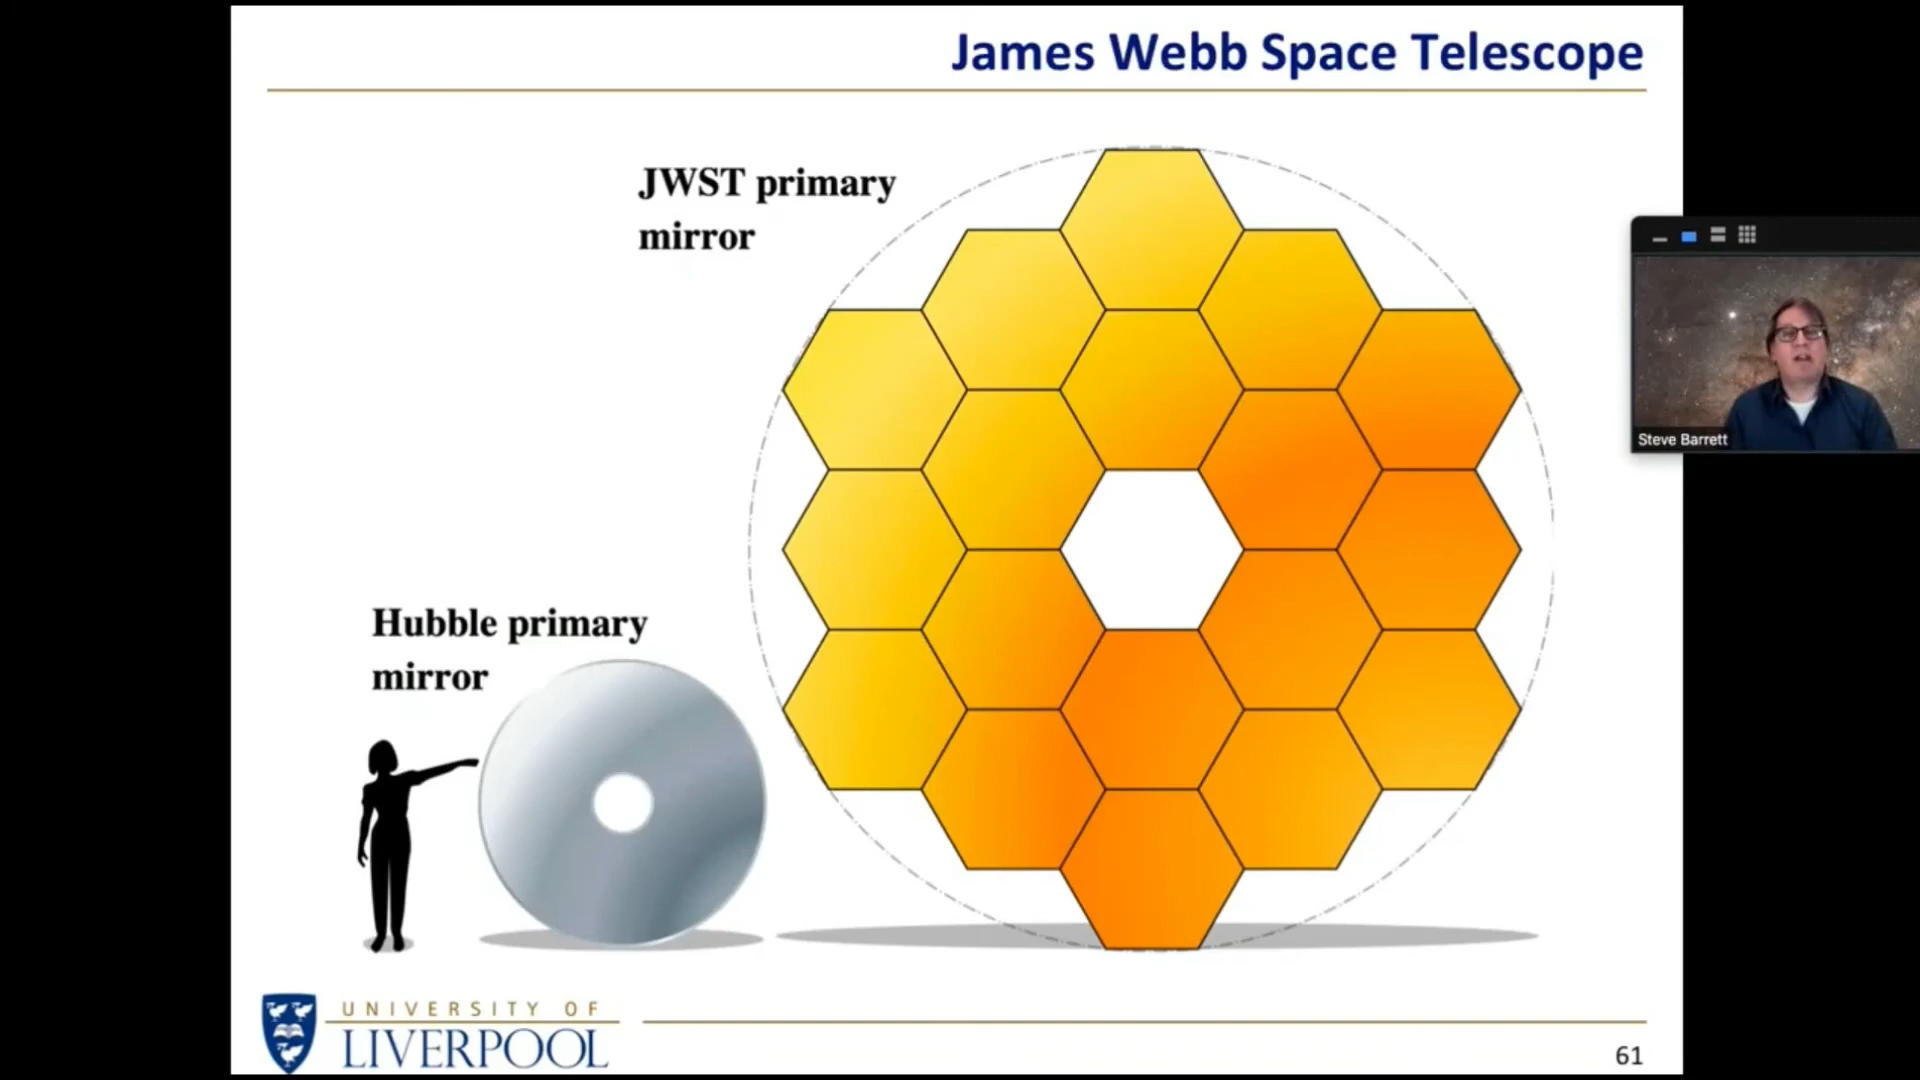 James Webb Space Telescope
JWST primary
mirror
Hubble primary
mirror
Steve Barrett
UNIVERSITY OF
LIVERPOOL
61